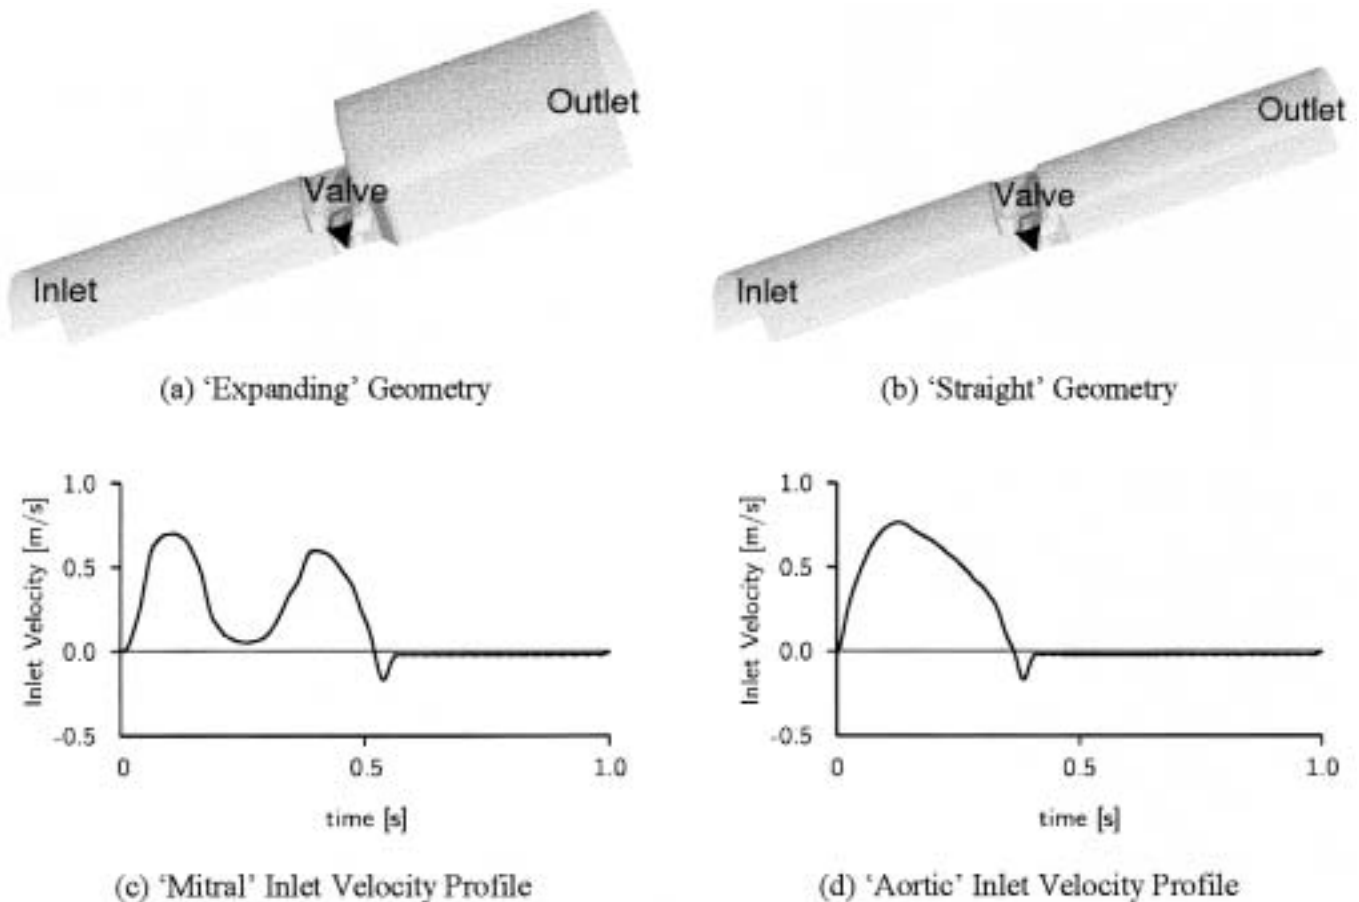 Outlet
Valve
Inlet
(a) ‘Expanding’ Geometry
Outlet
Valve
Inlet
(b) ‘Straight’ Geometry
Inlet Velocity [m/s]
1.0
0.5
0.0
-0.5
0 0.5 1.0
time [s]
(c) ‘Mitral’ Inlet Velocity Profile
Inlet Velocity [m/s]
1.0
0.5
0.0
-0.5
0 0.5 1.0
time [s]
(d) ‘Aortic’ Inlet Velocity Profile